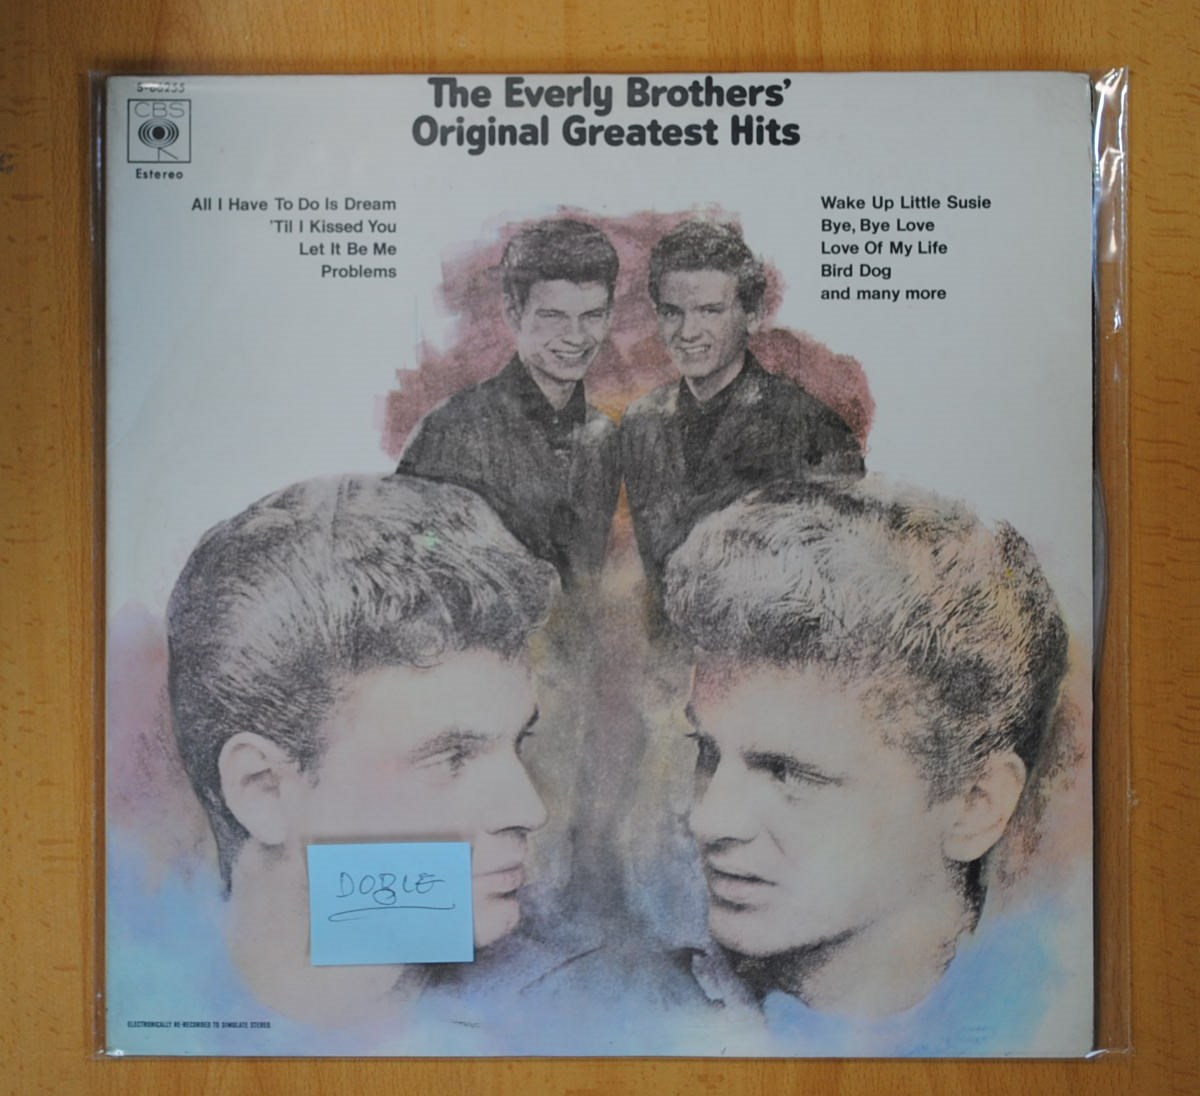 The Everly Brothers'
Original Greatest Hits
S-66255
CBS
Estereo
All I Have To Do Is Dream
'Til I Kissed You
Let It Be Me
Problems
Wake Up Little Susie
Bye, Bye Love
Love Of My Life
Bird Dog
and many more
DOBLE
ELECTRONICALLY RE-RECORDED TO SIMULATE STEREO